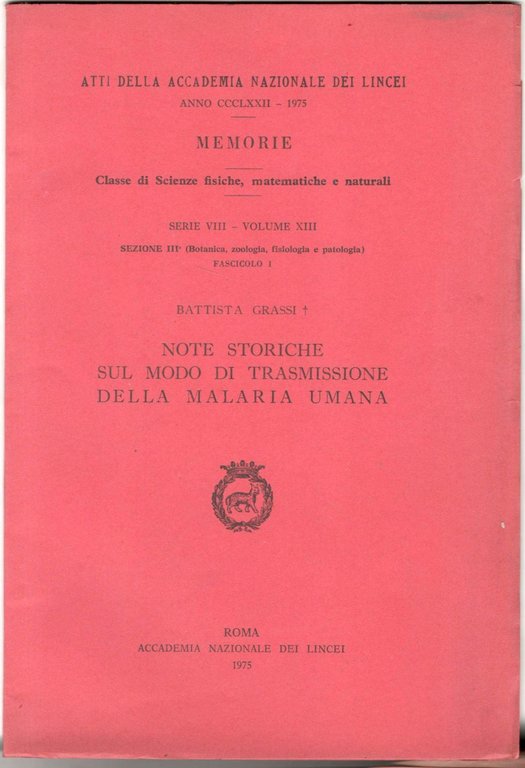 ATTI DELLA ACCADEMIA NAZIONALE DEI LINCEI
ANNO CCCLXXII - 1975
MEMORIE
Classe di Scienze fisiche, matematiche e naturali
SERIE VIII - VOLUME XIII
SEZIONE IIIª (Botanica, zoologia, fisiologia e patologia)
FASCICOLO 1
BATTISTA GRASSI †
NOTE STORICHE
SUL MODO DI TRASMISSIONE
DELLA MALARIA UMANA
ROMA
ACCADEMIA NAZIONALE DEI LINCEI
1975